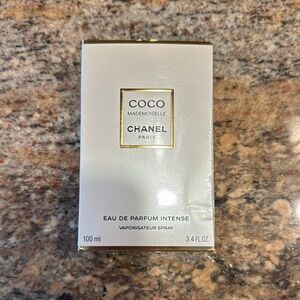 COCO
MADEMOISELLE
CHANEL
PARIS
EAU DE PARFUM INTENSE
VAPORISATEUR SPRAY
100 ml 3.4 FL.OZ.